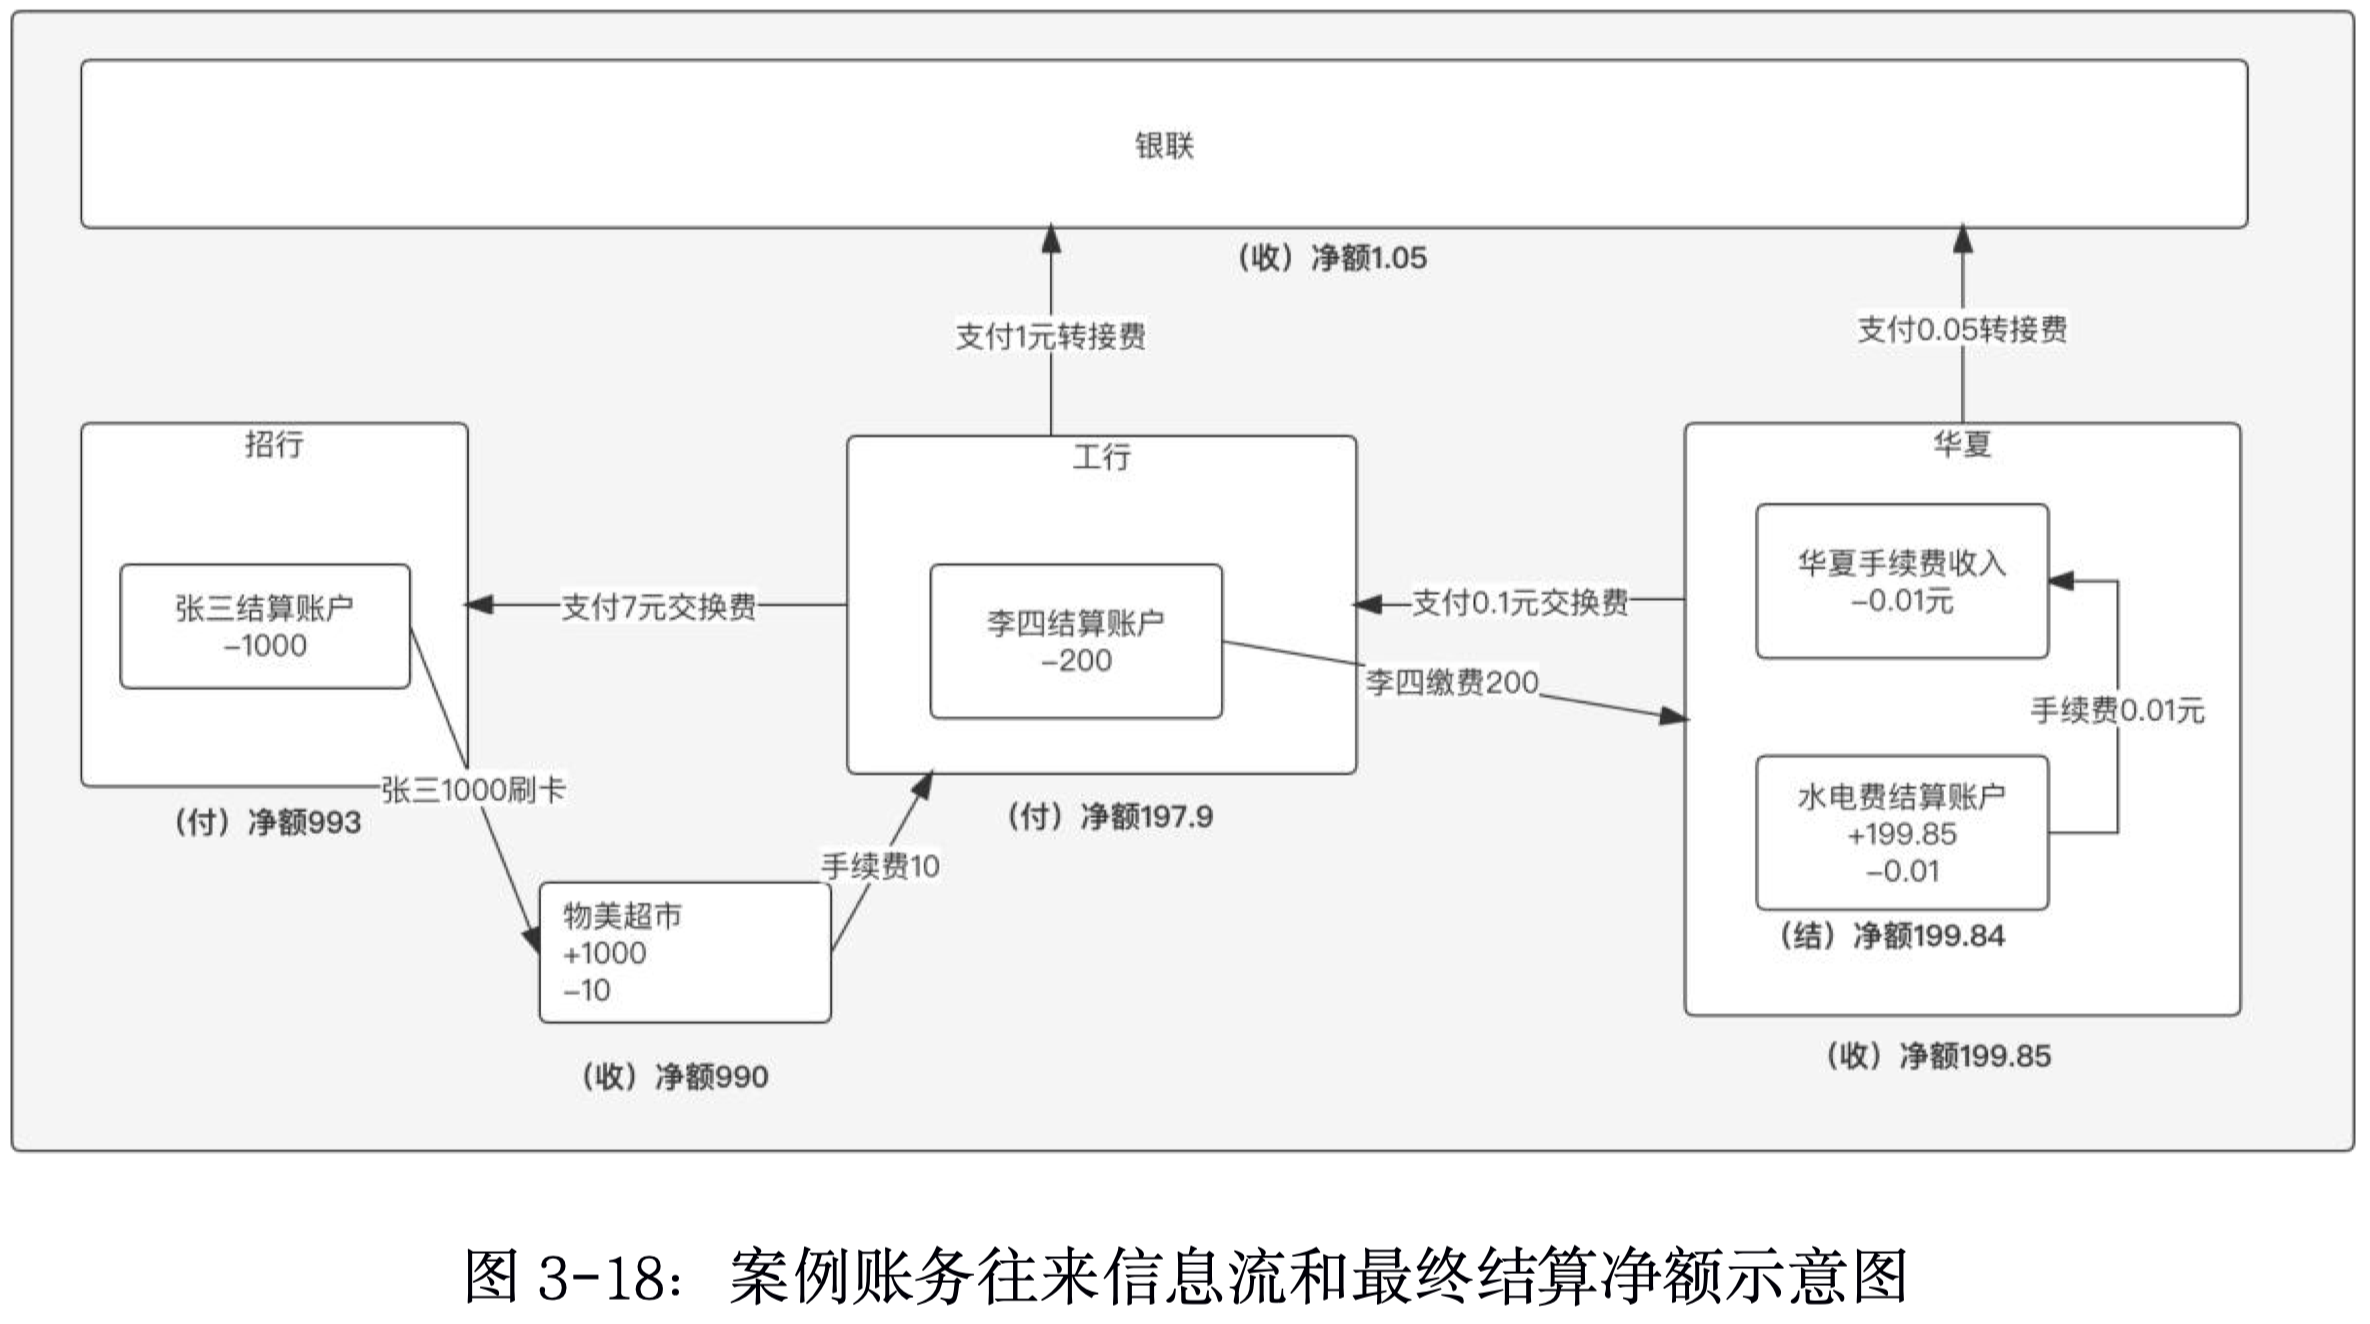 银联
（收）净额1.05
支付1元转接费
支付0.05转接费
招行
工行
华夏
张三结算账户
-1000
支付7元交换费
李四结算账户
-200
支付0.1元交换费
李四缴费200
华夏手续费收入
-0.01元
手续费0.01元
水电费结算账户
+199.85
-0.01
（结）净额199.84
张三1000刷卡
（付）净额993
（付）净额197.9
手续费10
物美超市
+1000
-10
（收）净额990
（收）净额199.85
图 3-18：案例账务往来信息流和最终结算净额示意图